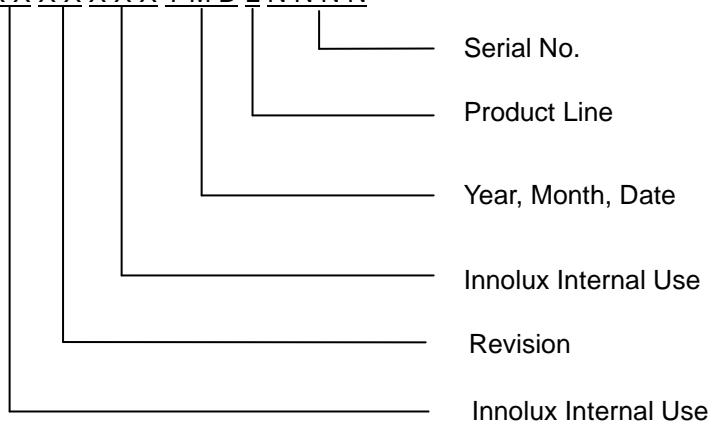 X X X X X X X Y M D L N N N N
Serial No.
Product Line
Year, Month, Date
Innolux Internal Use
Revision
Innolux Internal Use